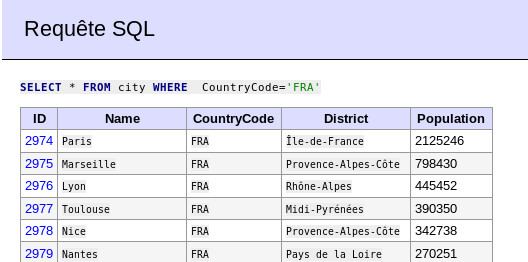 Requête SQL
SELECT * FROM city WHERE CountryCode='FRA'
ID Name CountryCode District Population
2974 Paris FRA Île-de-France 2125246
2975 Marseille FRA Provence-Alpes-Côte 798430
2976 Lyon FRA Rhône-Alpes 445452
2977 Toulouse FRA Midi-Pyrénées 390350
2978 Nice FRA Provence-Alpes-Côte 342738
2979 Nantes FRA Pays de la Loire 270251